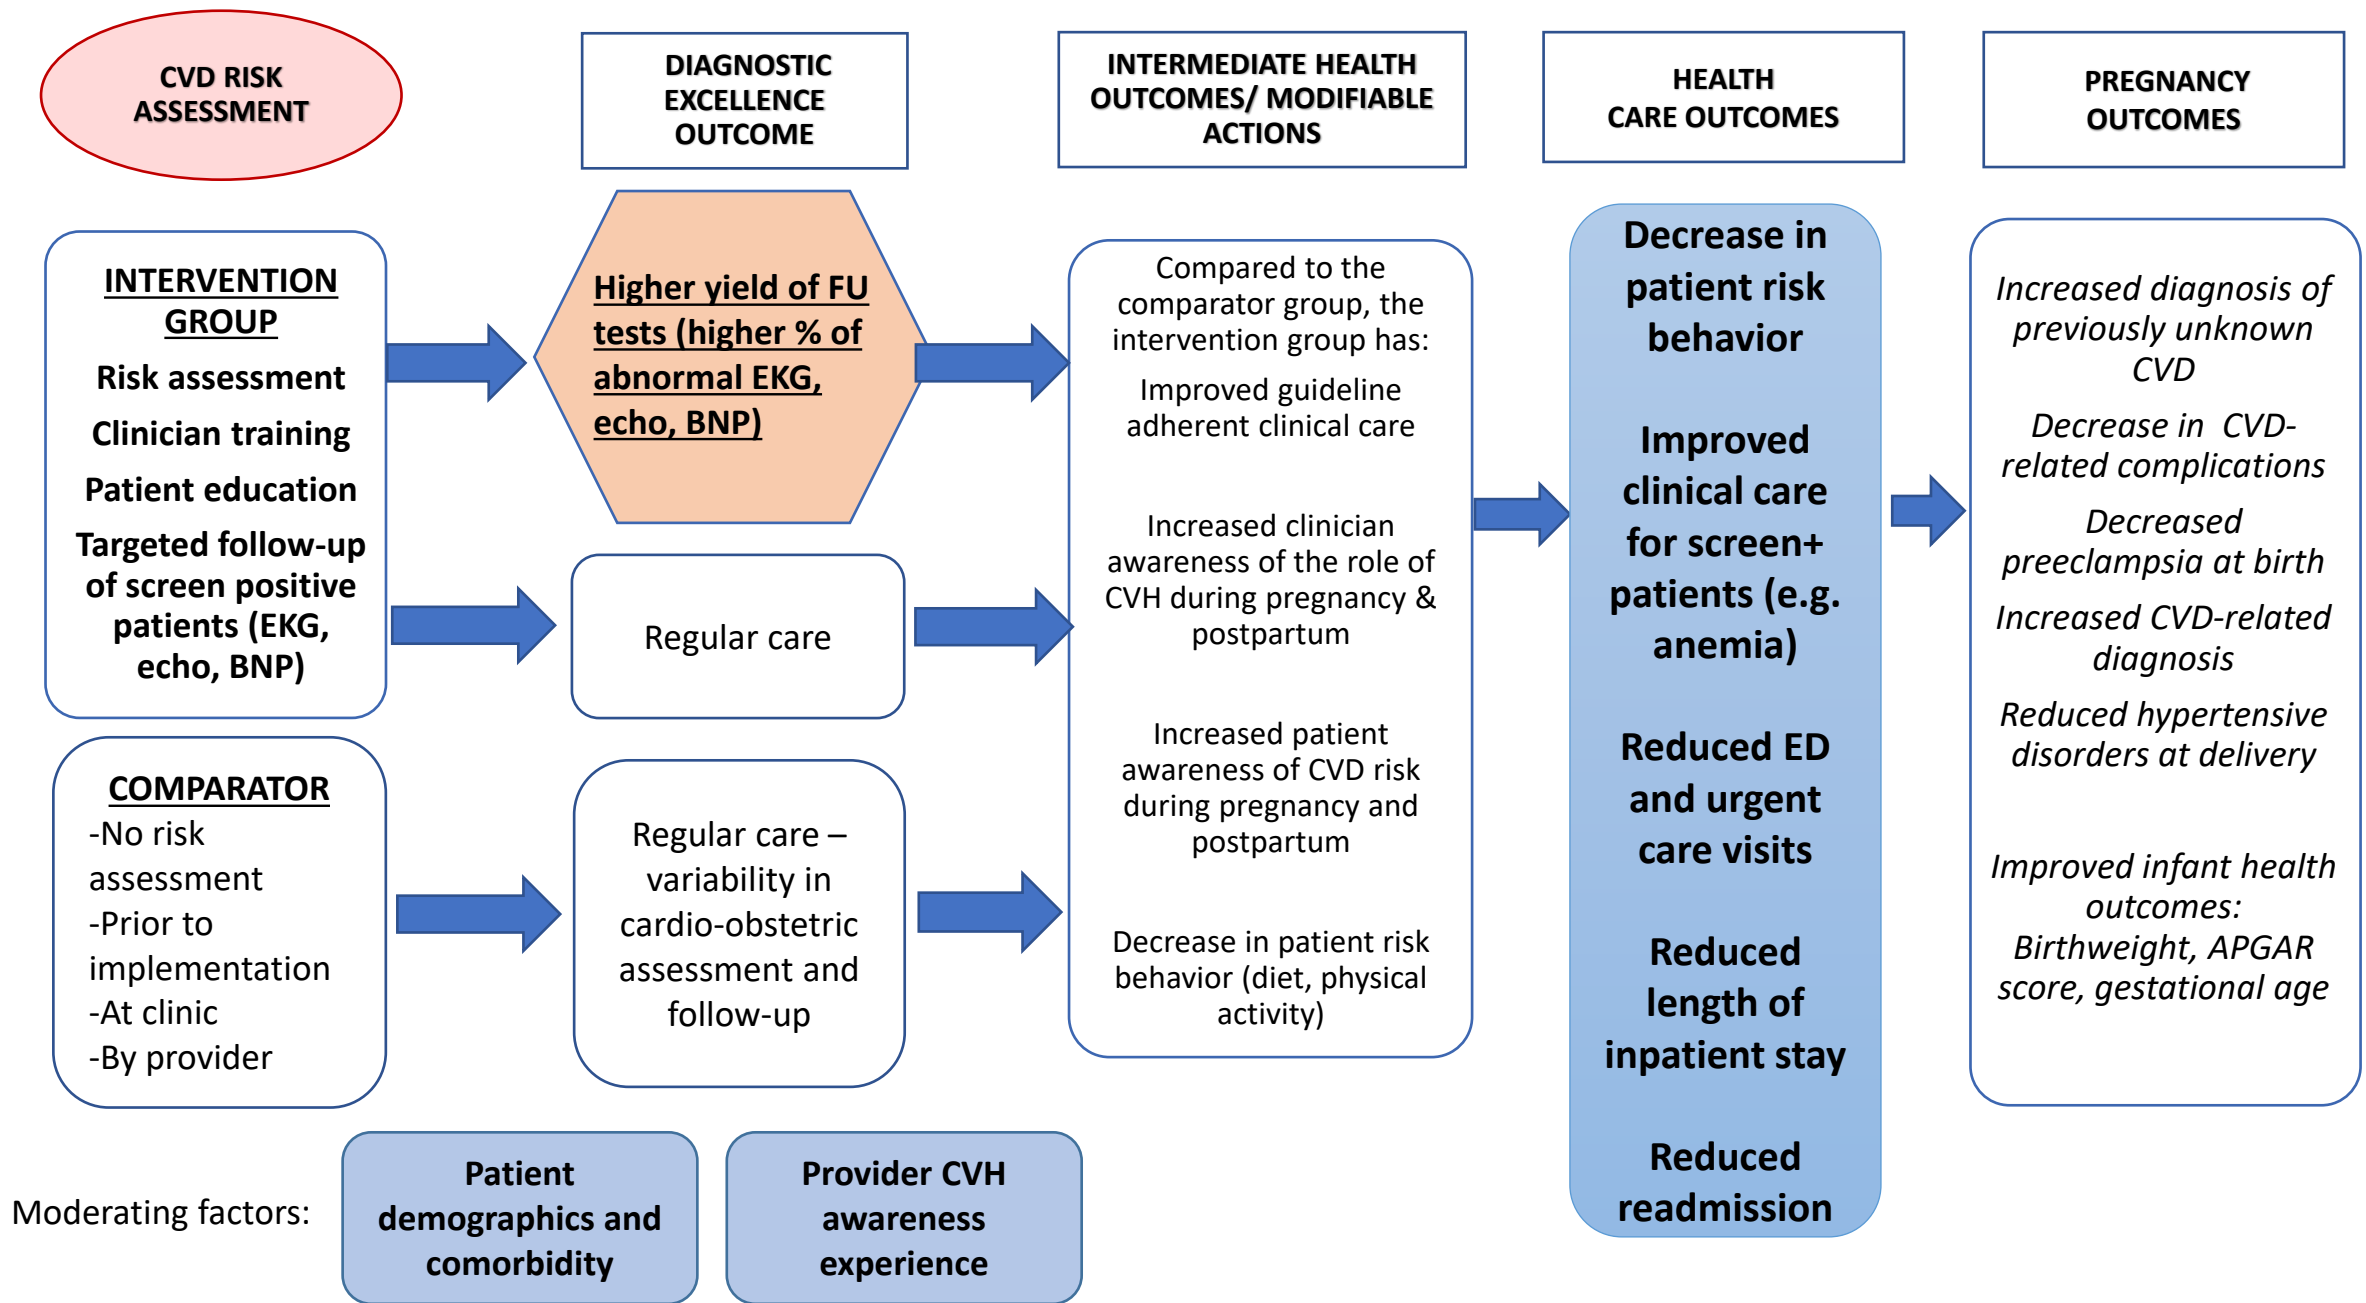 CVD RISK
ASSESSMENT
DIAGNOSTIC
EXCELLENCE
OUTCOME
INTERMEDIATE HEALTH
OUTCOMES/ MODIFIABLE
ACTIONS
HEALTH
CARE OUTCOMES
PREGNANCY
OUTCOMES
INTERVENTION
GROUP
Risk assessment
Clinician training
Patient education
Targeted follow-up
of screen positive
patients (EKG,
echo, BNP)
Higher yield of FU
tests (higher % of
abnormal EKG,
echo, BNP)
Regular care
COMPARATOR
-No risk
assessment
-Prior to
implementation
-At clinic
-By provider
Regular care –
variability in
cardio-obstetric
assessment and
follow-up
Compared to the
comparator group, the
intervention group has:
Improved guideline
adherent clinical care
Increased clinician
awareness of the role of
CVH during pregnancy &
postpartum
Increased patient
awareness of CVD risk
during pregnancy and
postpartum
Decrease in patient risk
behavior (diet, physical
activity)
Decrease in
patient risk
behavior
Improved
clinical care
for screen+
patients (e.g.
anemia)
Reduced ED
and urgent
care visits
Reduced
length of
inpatient stay
Reduced
readmission
Increased diagnosis of
previously unknown
CVD
Decrease in  CVD-
related complications
Decreased
preeclampsia at birth
Increased CVD-related
diagnosis
Reduced hypertensive
disorders at delivery
Improved infant health
outcomes:
Birthweight, APGAR
score, gestational age
Moderating factors:
Patient
demographics and
comorbidity
Provider CVH
awareness
experience